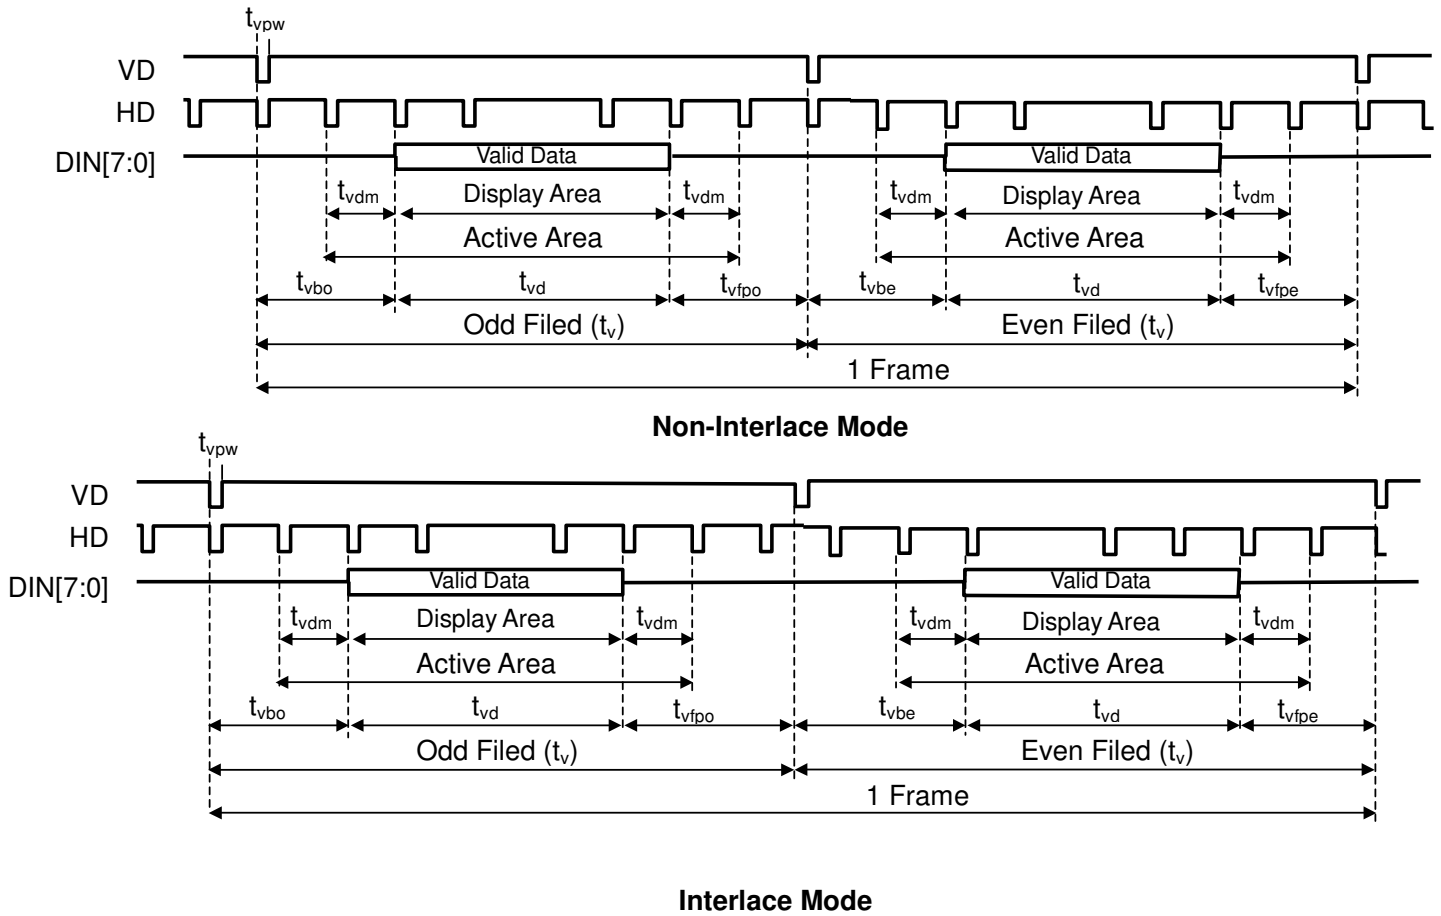 tvpw
VD
HD
DIN[7:0] Valid Data Valid Data
tvdm Display Area tvdm tvdm Display Area tvdm
Active Area Active Area
tvbo tvd tvfpo tvbe tvd tvfpe
Odd Filed (tv) Even Filed (tv)
1 Frame
Non-Interlace Mode
tvpw
VD
HD
DIN[7:0] Valid Data Valid Data
tvdm Display Area tvdm tvdm Display Area tvdm
Active Area Active Area
tvbo tvd tvfpo tvbe tvd tvfpe
Odd Filed (tv) Even Filed (tv)
1 Frame
Interlace Mode